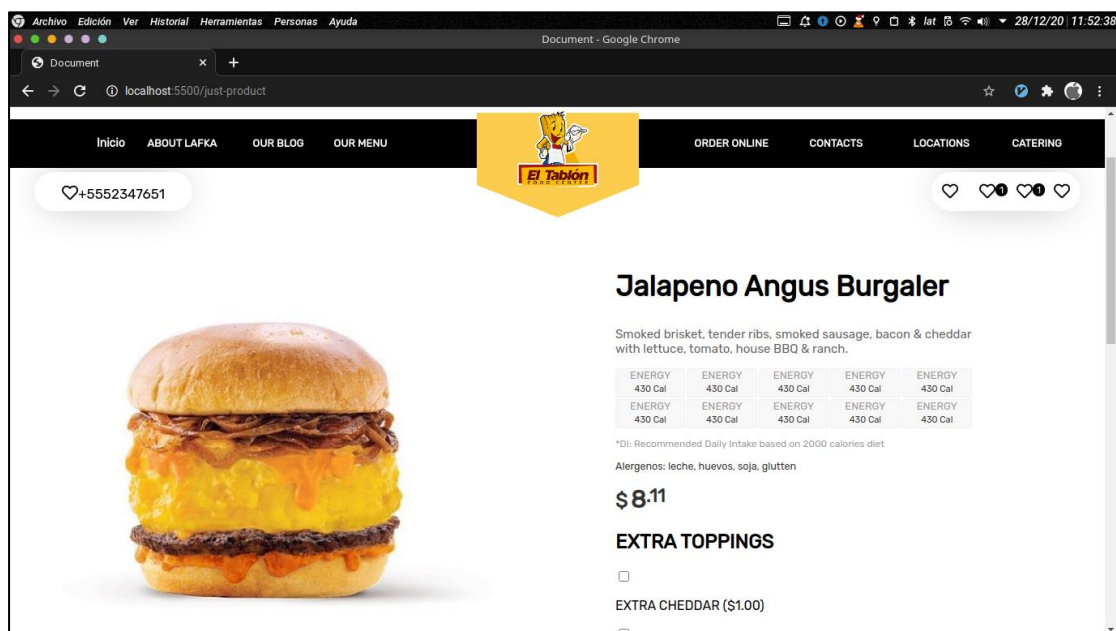 Archivo Edición Ver Historial Herramientas Personas Ayuda lat 28/12/20 11:52:38
Document - Google Chrome
Document
localhost:5500/just-product
Inicio ABOUT LAFKA OUR BLOG OUR MENU ORDER ONLINE CONTACTS LOCATIONS CATERING
El Tablón
FOOD CENTER
+5552347651 1 1
Jalapeno Angus Burgaler
Smoked brisket, tender ribs, smoked sausage, bacon & cheddar
with lettuce, tomato, house BBQ & ranch.
ENERGY ENERGY ENERGY ENERGY ENERGY
430 Cal 430 Cal 430 Cal 430 Cal 430 Cal
ENERGY ENERGY ENERGY ENERGY ENERGY
430 Cal 430 Cal 430 Cal 430 Cal 430 Cal
*DI: Recommended Daily Intake based on 2000 calories diet
Alergenos: leche, huevos, soja, glutten
$8.11
EXTRA TOPPINGS
EXTRA CHEDDAR ($1.00)